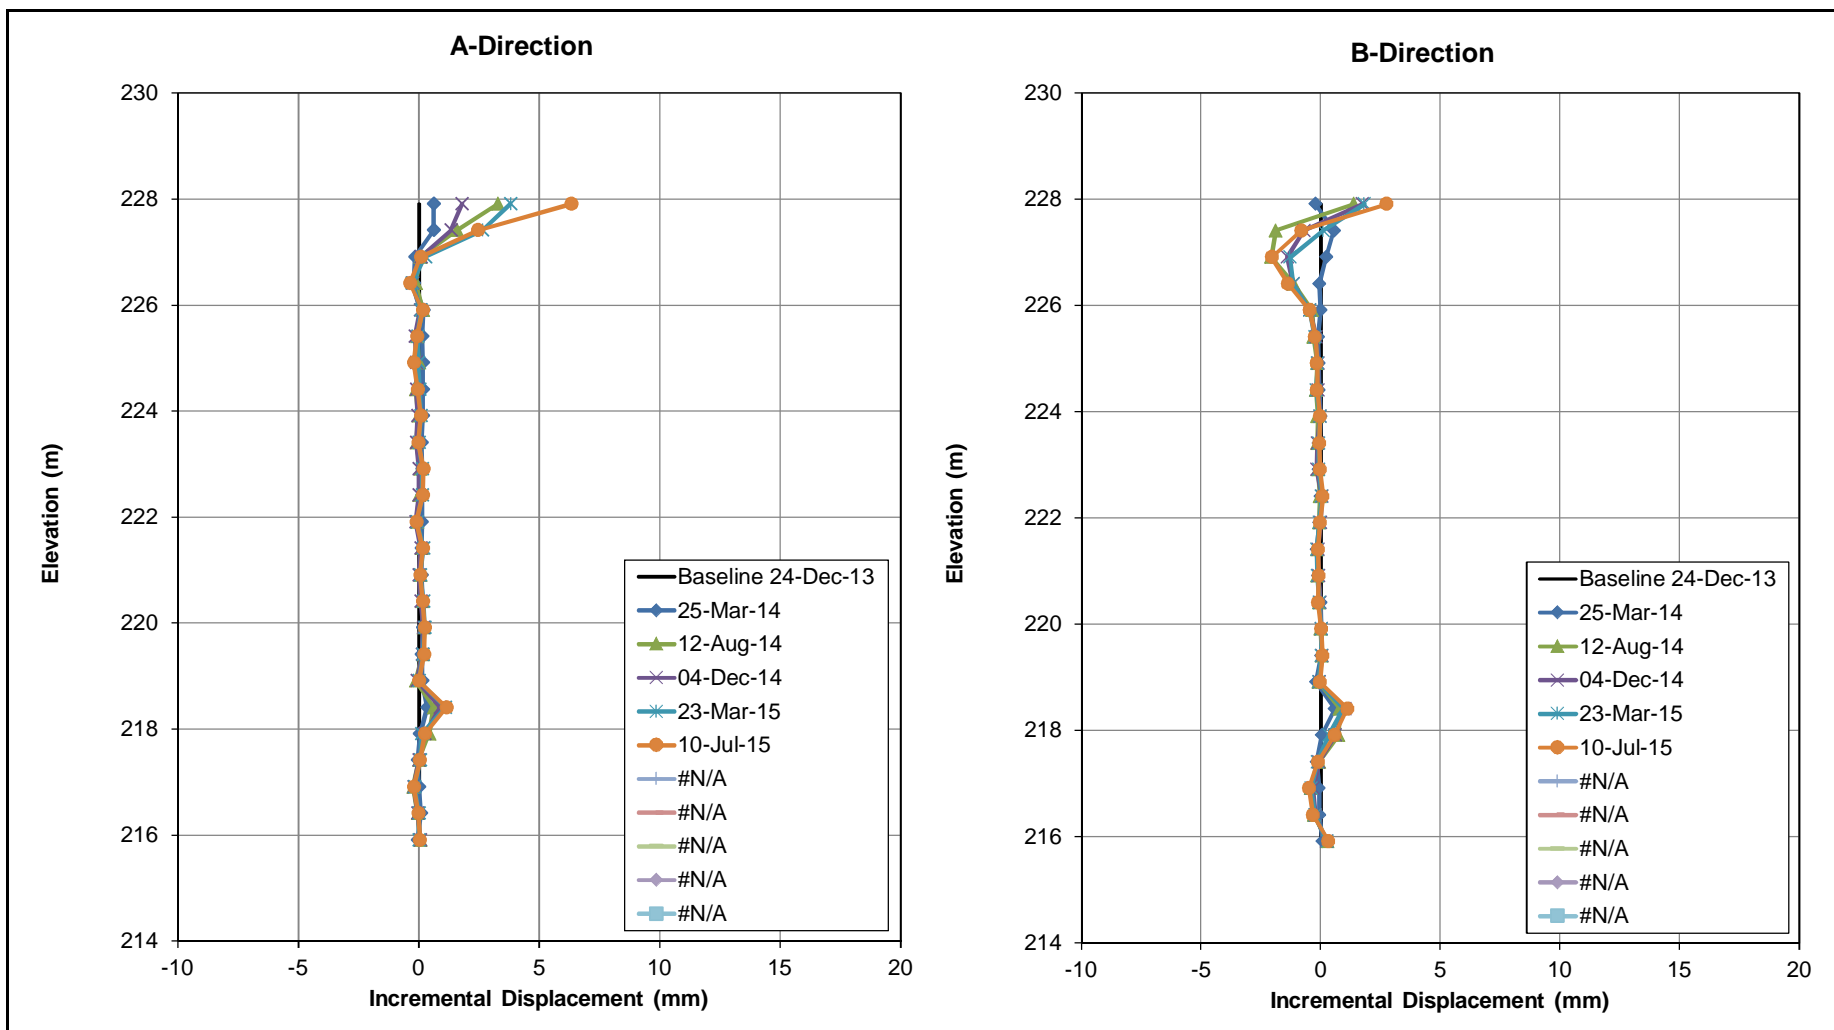 A-Direction
230
228
226
224
222
220
218
216
214
Elevation (m)
-10
-5
0
5
10
15
20
Incremental Displacement (mm)
Baseline 24-Dec-13
25-Mar-14
12-Aug-14
04-Dec-14
23-Mar-15
10-Jul-15
#N/A
#N/A
#N/A
#N/A
#N/A
B-Direction
230
228
226
224
222
220
218
216
214
Elevation (m)
-10
-5
0
5
10
15
20
Incremental Displacement (mm)
Baseline 24-Dec-13
25-Mar-14
12-Aug-14
04-Dec-14
23-Mar-15
10-Jul-15
#N/A
#N/A
#N/A
#N/A
#N/A